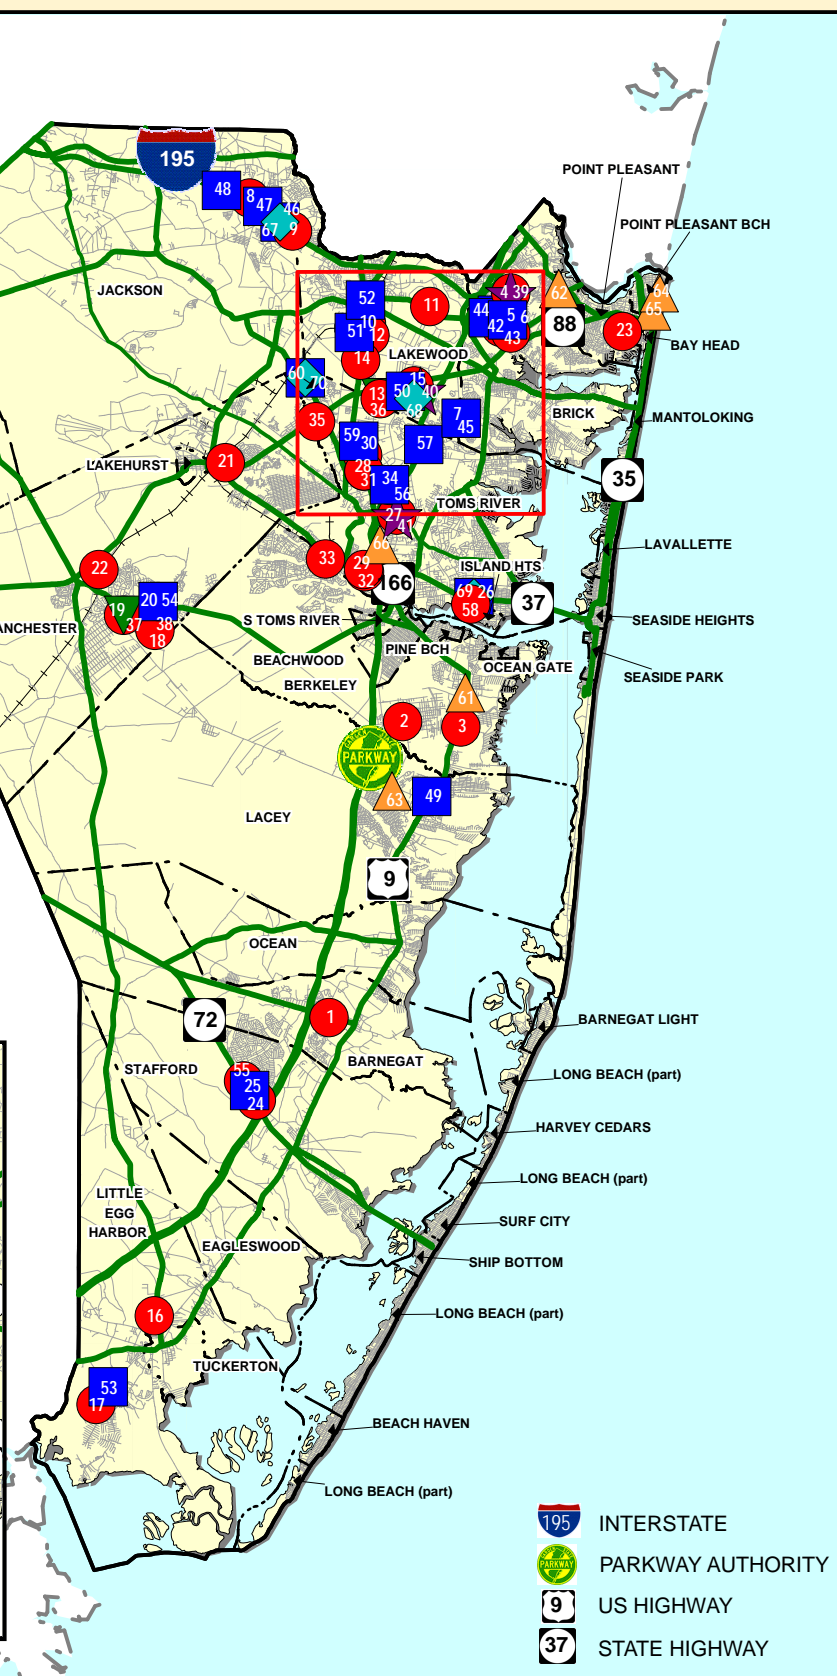 195
POINT PLEASANT
48
8
47
46
POINT PLEASANT BCH
67
9
JACKSON
52
11
4
39
62
64
65
44
5
6
10
42
88
23
51
12
43
BAY HEAD
14
LAKEWOOD
60
70
15
13
50
40
36
68
BRICK
MANTOLOKING
35
7
45
59
30
57
LAKEHURST
21
28
31
34
35
56
TOMS RIVER
27
41
66
LAVALLETTE
33
29
ISLAND HTS
22
32
166
69
26
20
54
19
58
37
37
S TOMS RIVER
SEASIDE HEIGHTS
ANCHESTER
38
18
PINE BCH
BEACHWOOD
OCEAN GATE
BERKELEY
SEASIDE PARK
61
2
3
PARKWAY
63
49
LACEY
9
OCEAN
72
1
BARNEGAT LIGHT
STAFFORD
BARNEGAT
55
25
24
LONG BEACH (part)
HARVEY CEDARS
LONG BEACH (part)
LITTLE
EGG
HARBOR
SURF CITY
EAGLESWOOD
SHIP BOTTOM
16
LONG BEACH (part)
TUCKERTON
53
17
BEACH HAVEN
LONG BEACH (part)
195 INTERSTATE
PARKWAY AUTHORITY
9 US HIGHWAY
37 STATE HIGHWAY